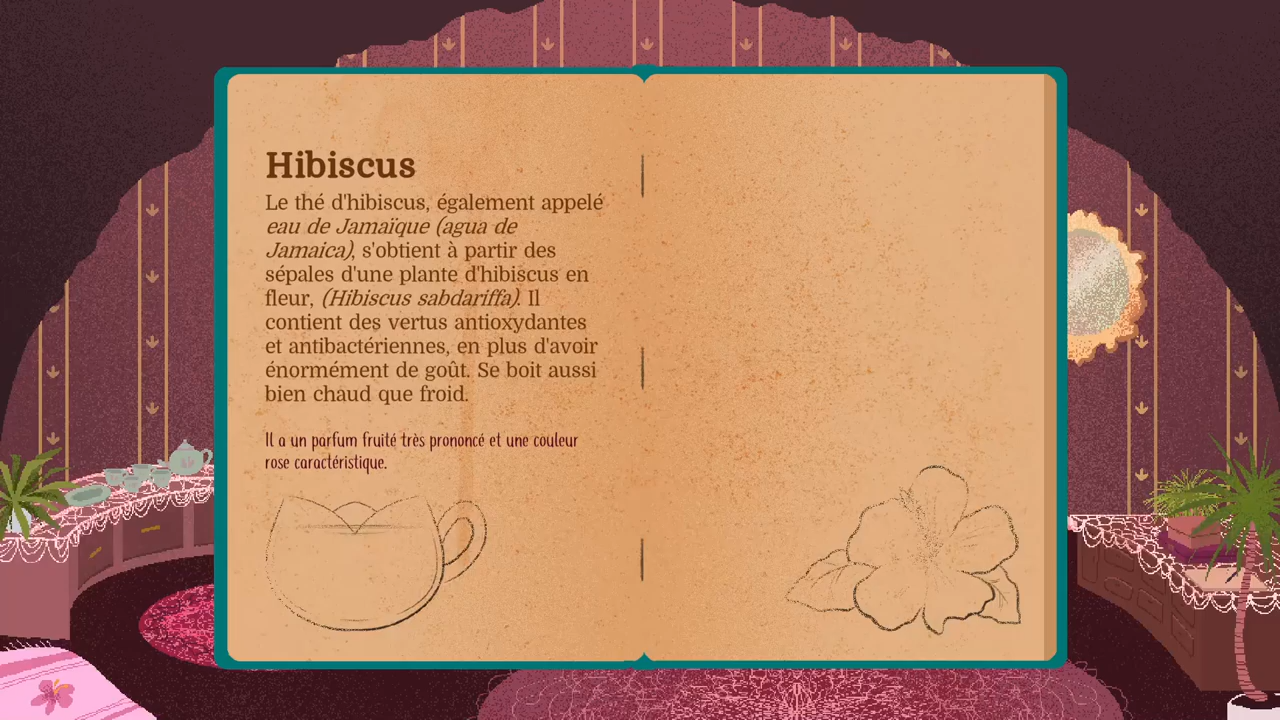 Hibiscus
Le thé d'hibiscus, également appelé
eau de Jamaïque (agua de
Jamaica), s'obtient à partir des
sépales d'une plante d'hibiscus en
fleur, (Hibiscus sabdariffa). Il
contient des vertus antioxydantes
et antibactériennes, en plus d'avoir
énormément de goût. Se boit aussi
bien chaud que froid.
Il a un parfum fruité très prononcé et une couleur
rose caractéristique.